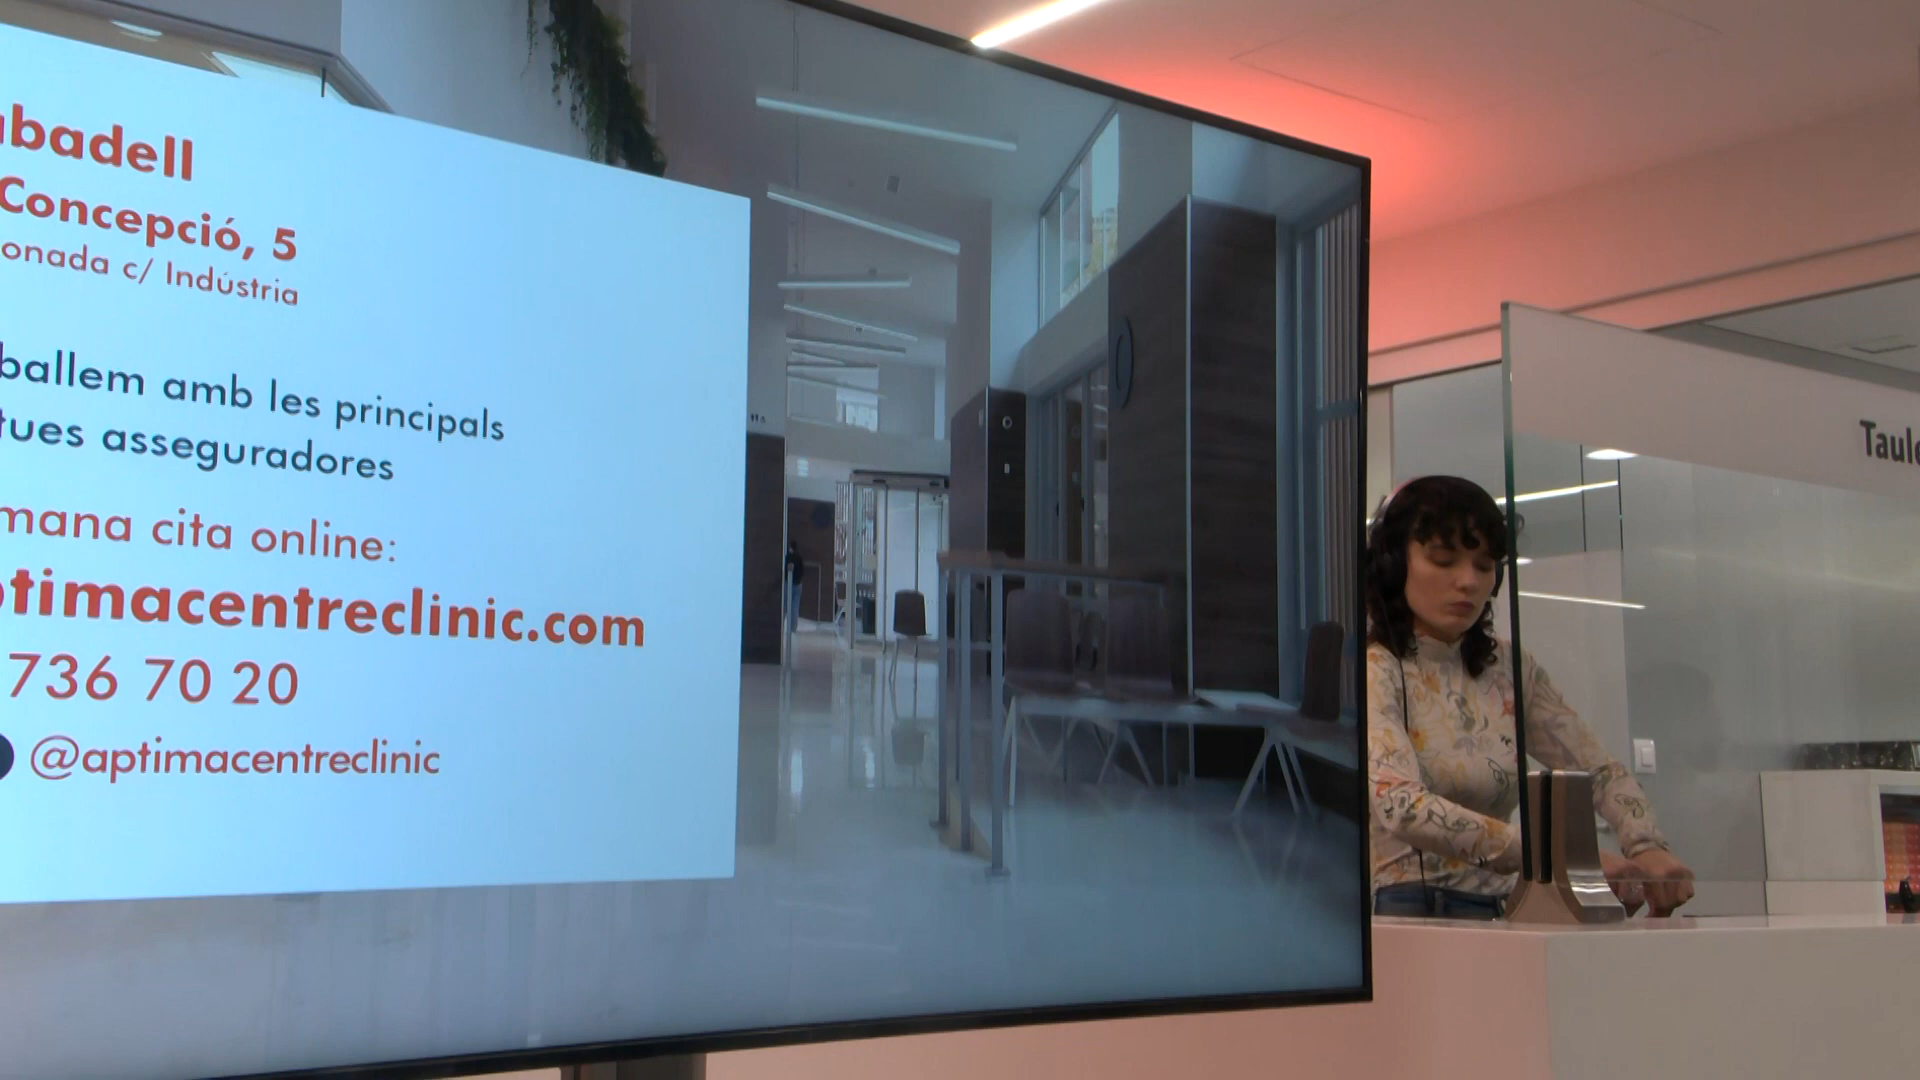 abadell
Concepció, 5
onada c/ Indústria
ballem amb les principals
tues asseguradores
mana cita online:
ptimacentreclinic.com
736 70 20
@aptimacentreclinic
Taule